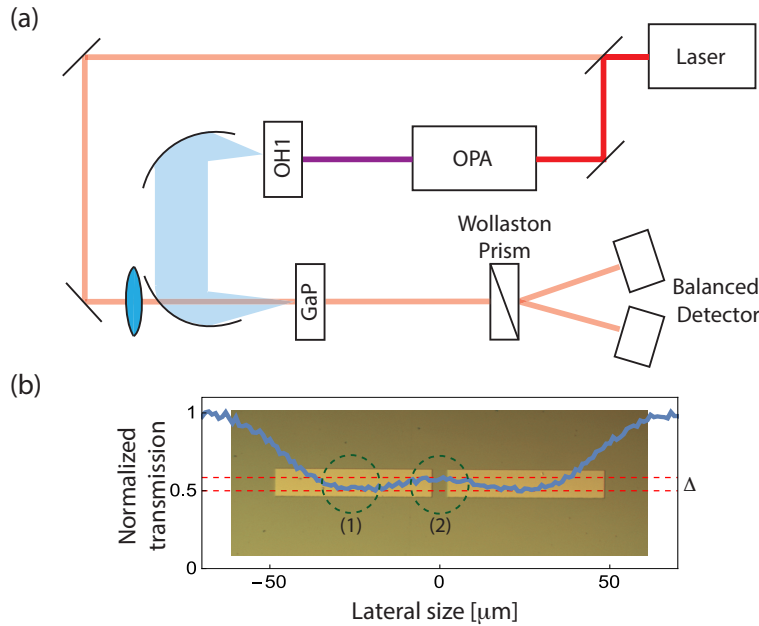 (a)
Laser
OH1
OPA
Wollaston
Prism
GaP
Balanced
Detector
(b)
Normalized
transmission
1
0.5
0
Δ
(1)
(2)
−50
0
50
Lateral size [μm]